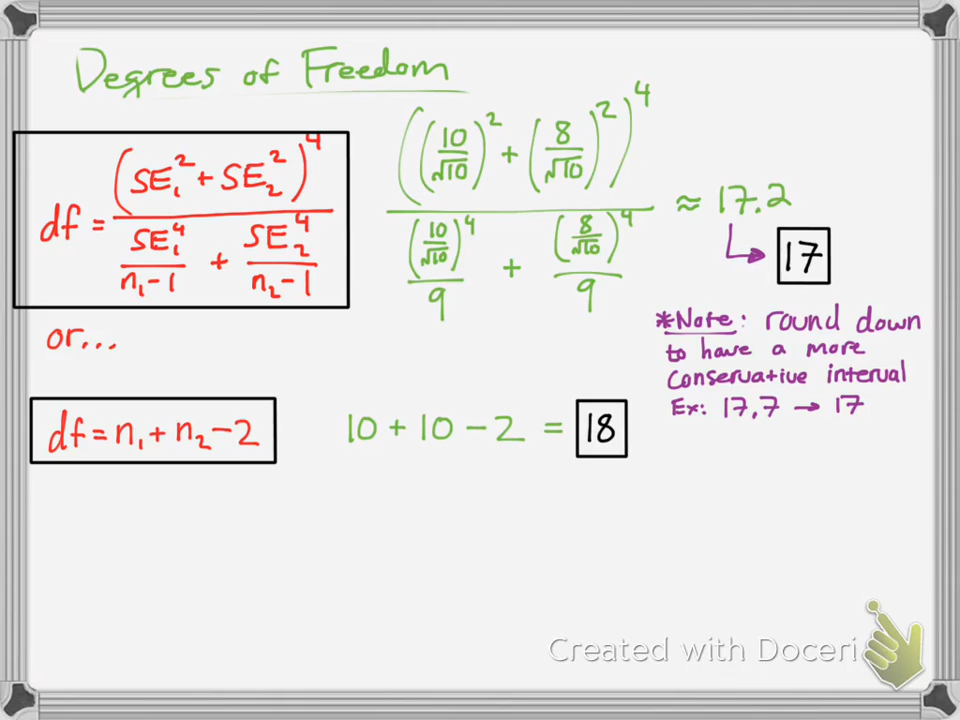 Degrees of Freedom
df = (SE₁² + SE₂²)⁴ / (SE₁⁴/(n₁-1) + SE₂⁴/(n₂-1))
((10/√10)² + (8/√10)²)⁴ / ((10/√10)⁴/9 + (8/√10)⁴/9) ≈ 17.2
17
*Note: round down
to have a more
conservative interval
Ex: 17.7 → 17
or...
df = n₁ + n₂ - 2
10 + 10 - 2 = 18
Created with Doceri